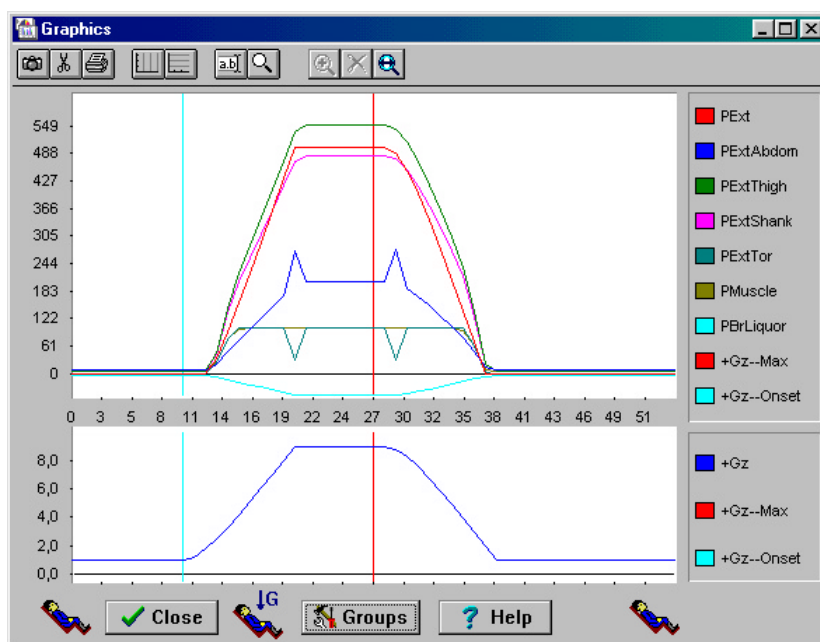 Graphics
a.b
549
488
427
366
305
244
183
122
61
0
0 3 5 8 11 14 16 19 22 24 27 30 32 35 38 41 43 46 49 51
PExt
PExtAbdom
PExtThigh
PExtShank
PExtTor
PMuscle
PBrLiquor
+Gz--Max
+Gz--Onset
8,0
6,0
4,0
2,0
0,0
+Gz
+Gz--Max
+Gz--Onset
Close
G
Groups
? Help